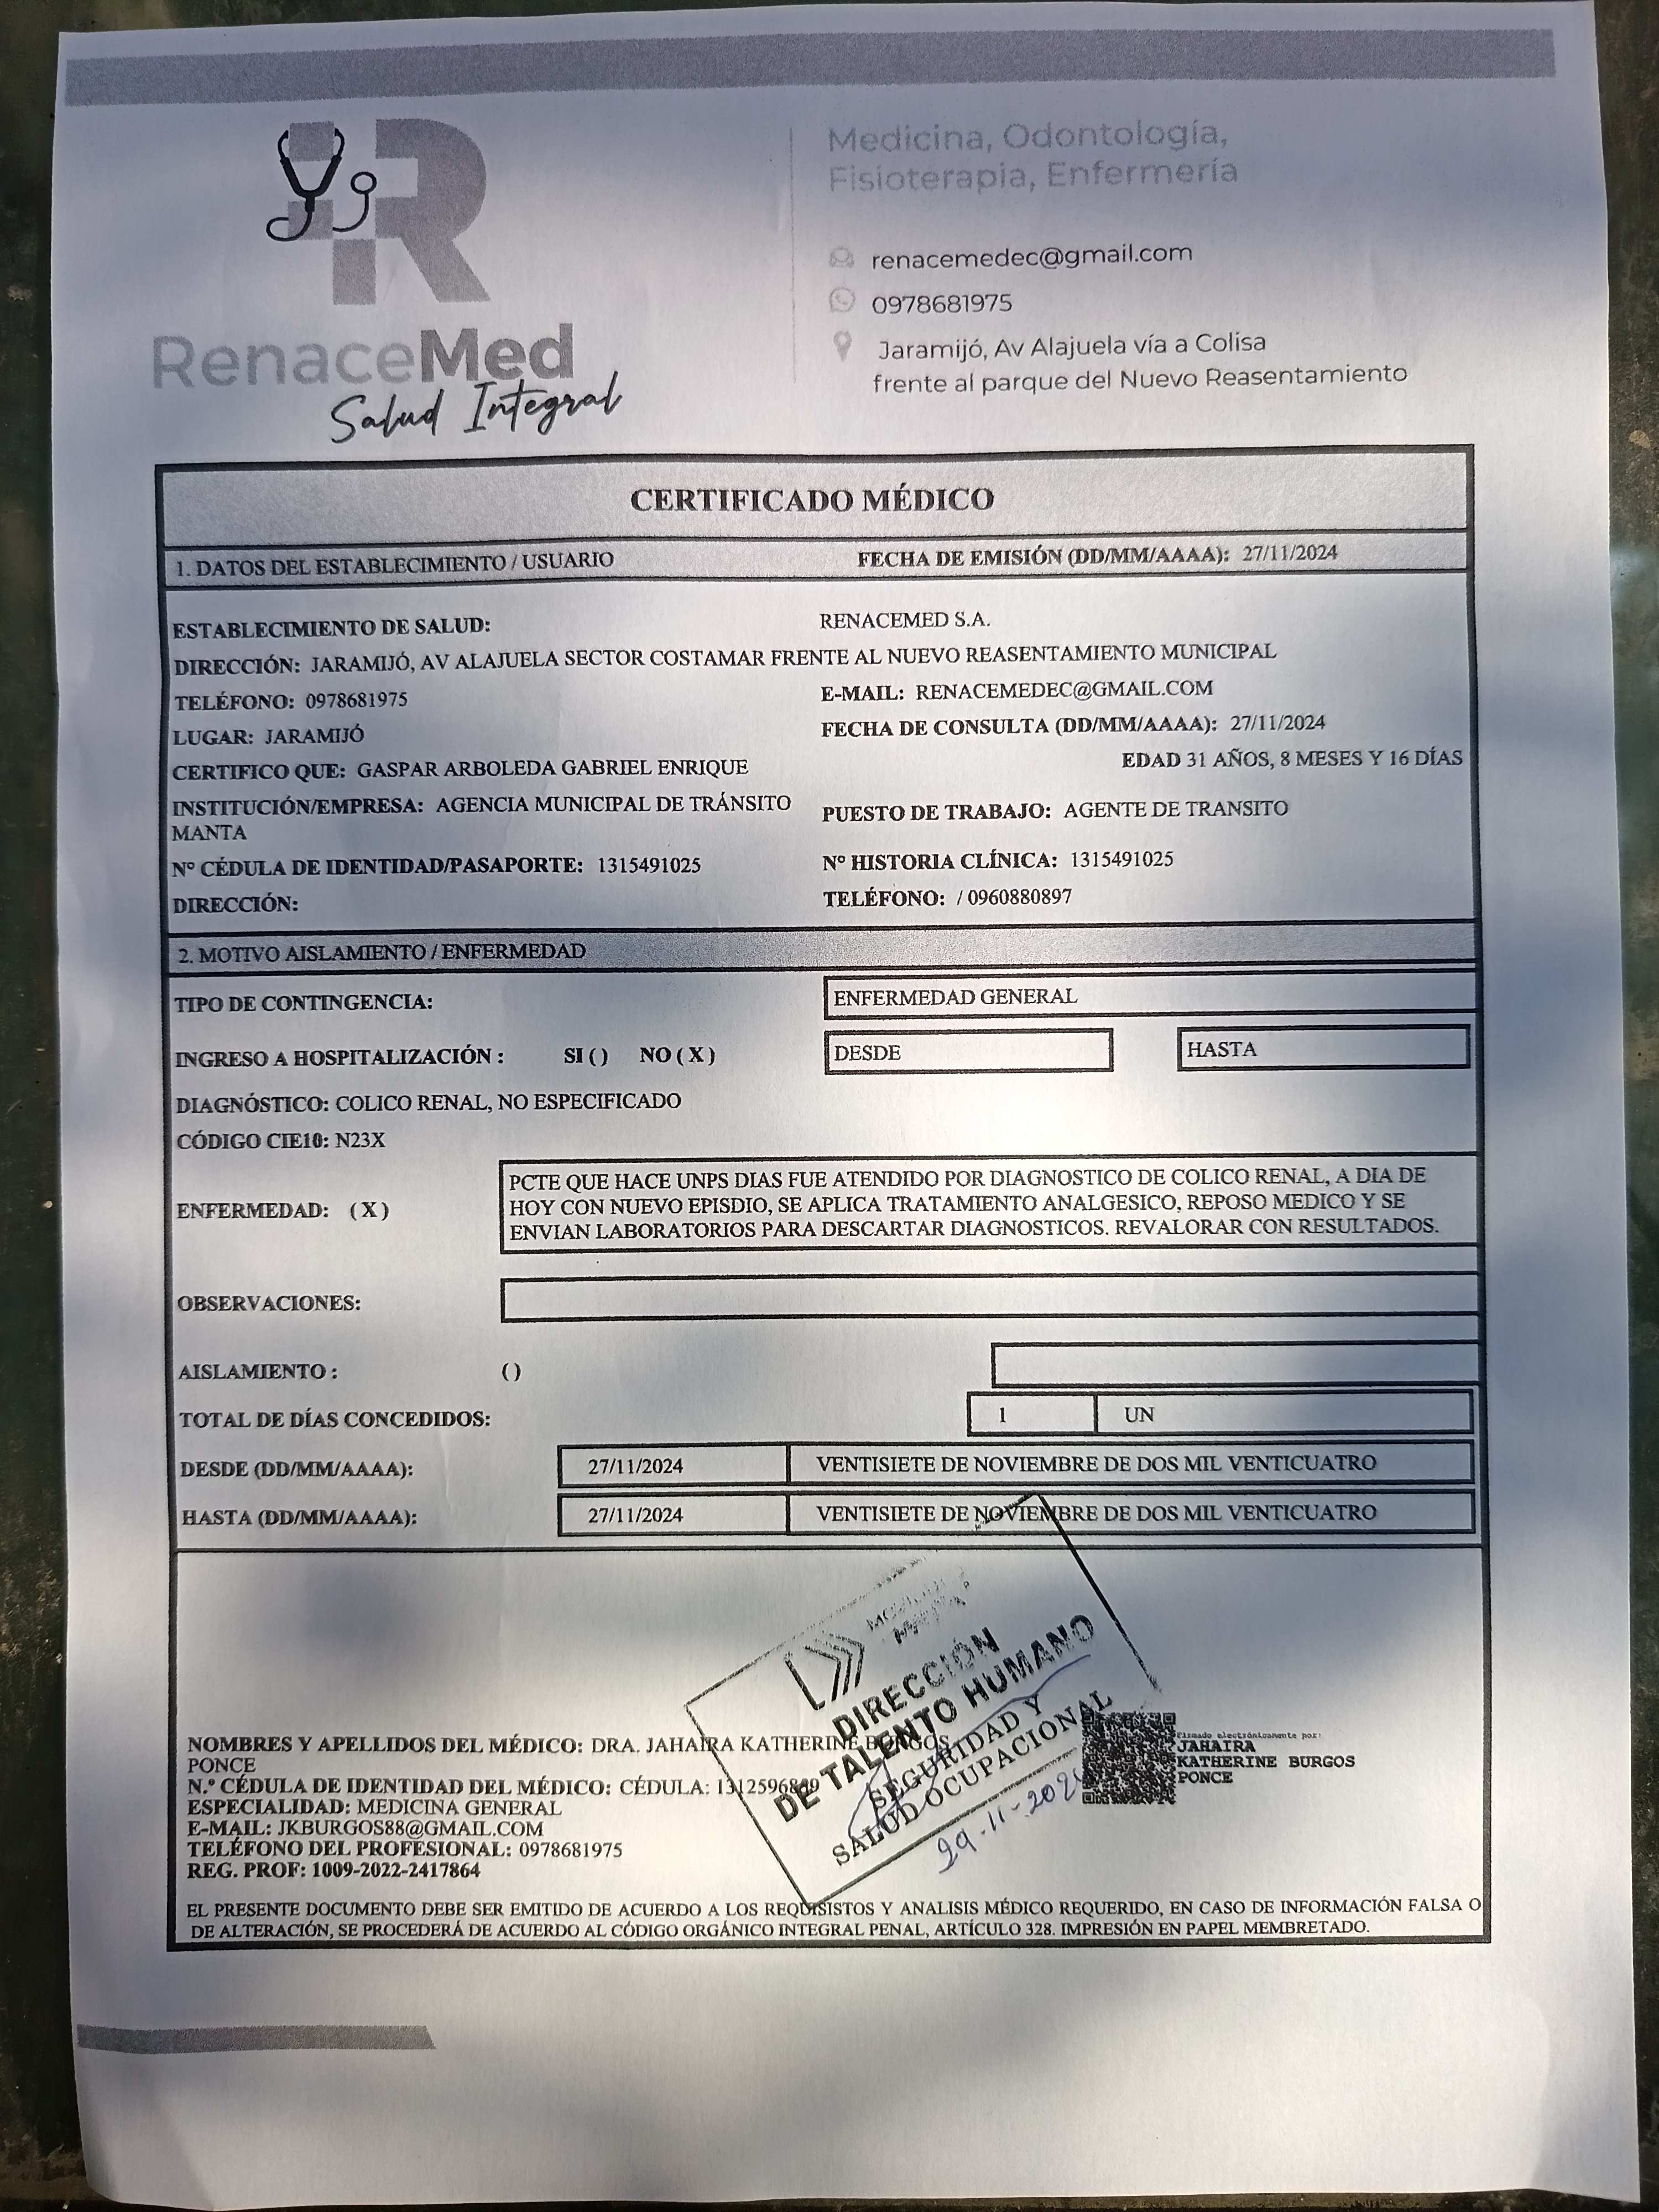 Medicina, Odontología,
Fisioterapia, Enfermería
renacemedec@gmail.com
0978681975
Jaramijó, Av Alajuela vía a Colisa
frente al parque del Nuevo Reasentamiento
R
RenaceMed
Salud Integral
CERTIFICADO MÉDICO
1. DATOS DEL ESTABLECIMIENTO / USUARIO FECHA DE EMISIÓN (DD/MM/AAAA): 27/11/2024
ESTABLECIMIENTO DE SALUD: RENACEMED S.A.
DIRECCIÓN: JARAMIJÓ, AV ALAJUELA SECTOR COSTAMAR FRENTE AL NUEVO REASENTAMIENTO MUNICIPAL
TELÉFONO: 0978681975 E-MAIL: RENACEMEDEC@GMAIL.COM
LUGAR: JARAMIJÓ FECHA DE CONSULTA (DD/MM/AAAA): 27/11/2024
CERTIFICO QUE: GASPAR ARBOLEDA GABRIEL ENRIQUE EDAD 31 AÑOS, 8 MESES Y 16 DÍAS
INSTITUCIÓN/EMPRESA: AGENCIA MUNICIPAL DE TRÁNSITO
MANTA
PUESTO DE TRABAJO: AGENTE DE TRANSITO
Nº CÉDULA DE IDENTIDAD/PASAPORTE: 1315491025 Nº HISTORIA CLÍNICA: 1315491025
DIRECCIÓN: TELÉFONO: / 0960880897
2. MOTIVO AISLAMIENTO / ENFERMEDAD
TIPO DE CONTINGENCIA: ENFERMEDAD GENERAL
INGRESO A HOSPITALIZACIÓN : SI ( ) NO ( X ) DESDE HASTA
DIAGNÓSTICO: COLICO RENAL, NO ESPECIFICADO
CÓDIGO CIE10: N23X
ENFERMEDAD: ( X )
PCTE QUE HACE UNPS DIAS FUE ATENDIDO POR DIAGNOSTICO DE COLICO RENAL, A DIA DE
HOY CON NUEVO EPISDIO, SE APLICA TRATAMIENTO ANALGESICO, REPOSO MEDICO Y SE
ENVIAN LABORATORIOS PARA DESCARTAR DIAGNOSTICOS. REVALORAR CON RESULTADOS.
OBSERVACIONES:
AISLAMIENTO : ( )
TOTAL DE DÍAS CONCEDIDOS: 1 UN
DESDE (DD/MM/AAAA): 27/11/2024 VENTISIETE DE NOVIEMBRE DE DOS MIL VENTICUATRO
HASTA (DD/MM/AAAA): 27/11/2024 VENTISIETE DE NOVIEMBRE DE DOS MIL VENTICUATRO
DIRECCIÓN
DE TALENTO HUMANO
SEGURIDAD Y
SALUD OCUPACIONAL
29-11-2024
NOMBRES Y APELLIDOS DEL MÉDICO: DRA. JAHAIRA KATHERINE BURGOS
PONCE
N.º CÉDULA DE IDENTIDAD DEL MÉDICO: CÉDULA:
ESPECIALIDAD: MEDICINA GENERAL
E-MAIL: JKBURGOS88@GMAIL.COM
TELÉFONO DEL PROFESIONAL: 0978681975
REG. PROF: 1009-2022-2417864
Firmado electrónicamente por:
JAHAIRA
KATHERINE BURGOS
PONCE
EL PRESENTE DOCUMENTO DEBE SER EMITIDO DE ACUERDO A LOS REQUISISTOS Y ANALISIS MÉDICO REQUERIDO, EN CASO DE INFORMACIÓN FALSA O
DE ALTERACIÓN, SE PROCEDERÁ DE ACUERDO AL CÓDIGO ORGÁNICO INTEGRAL PENAL, ARTÍCULO 328. IMPRESIÓN EN PAPEL MEMBRETADO.